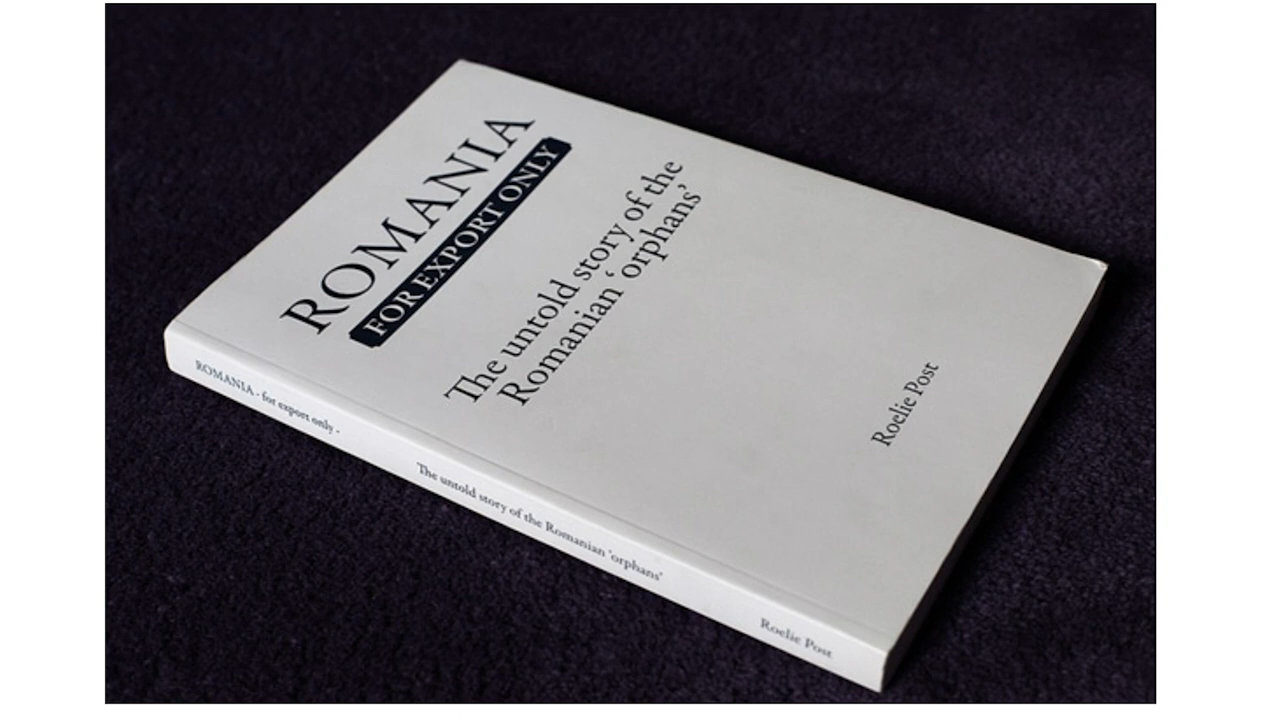 ROMANIA
FOR EXPORT ONLY
The untold story of the
Romanian ‘orphans’
Roelie Post
ROMANIA - for export only -
The untold story of the Romanian ‘orphans’
Roelie Post